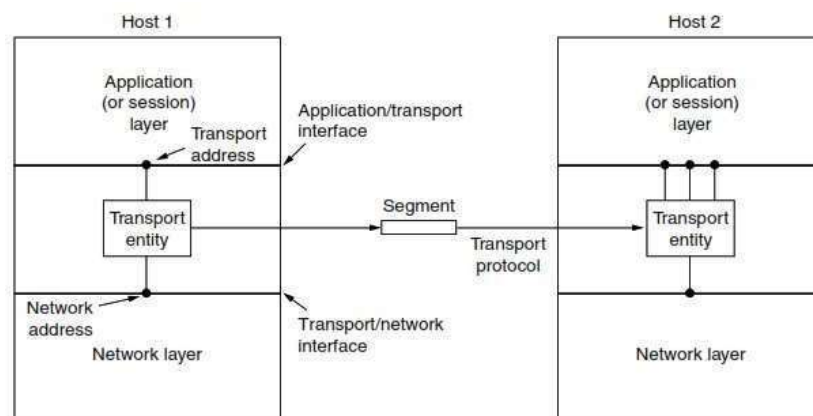 Host 1
Host 2
Application
(or session)
layer
Application/transport
interface
Application
(or session)
layer
Transport
address
Segment
Transport
entity
Transport
entity
Transport
protocol
Network
address
Transport/network
interface
Network layer
Network layer